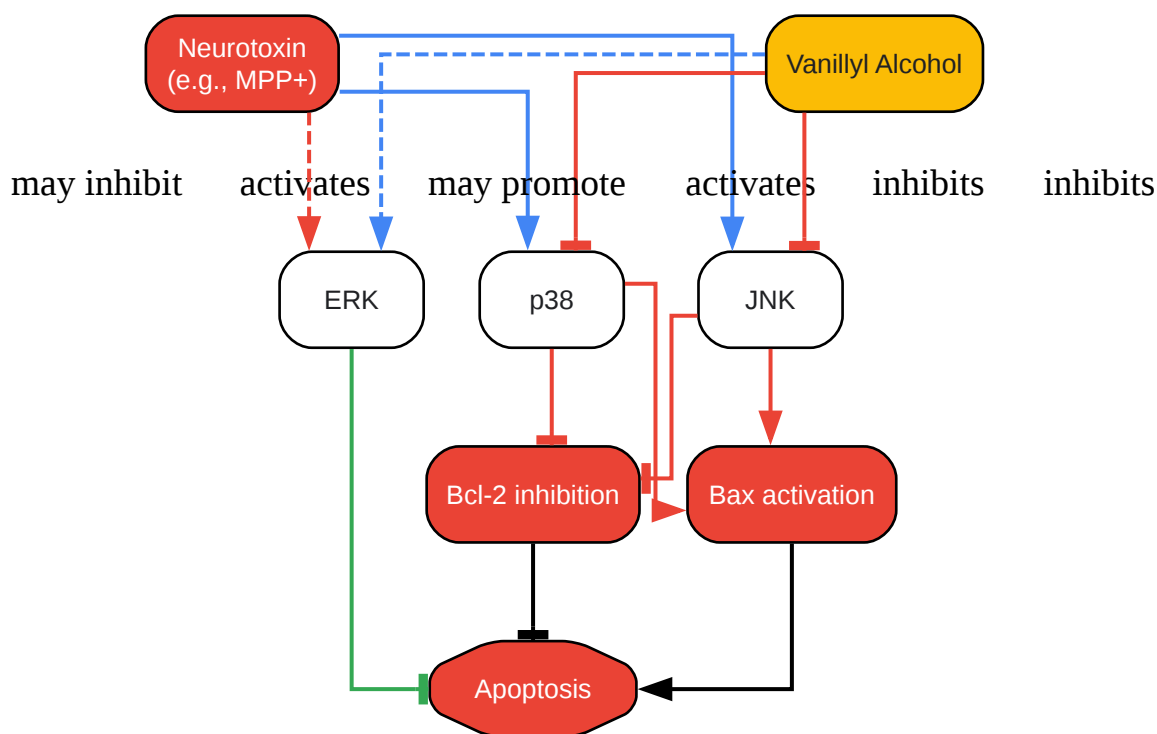 Neurotoxin
(e.g., MPP+)
Vanillyl Alcohol
may inhibit
activates
may promote
activates
inhibits
inhibits
ERK
p38
JNK
Bcl-2 inhibition
Bax activation
Apoptosis